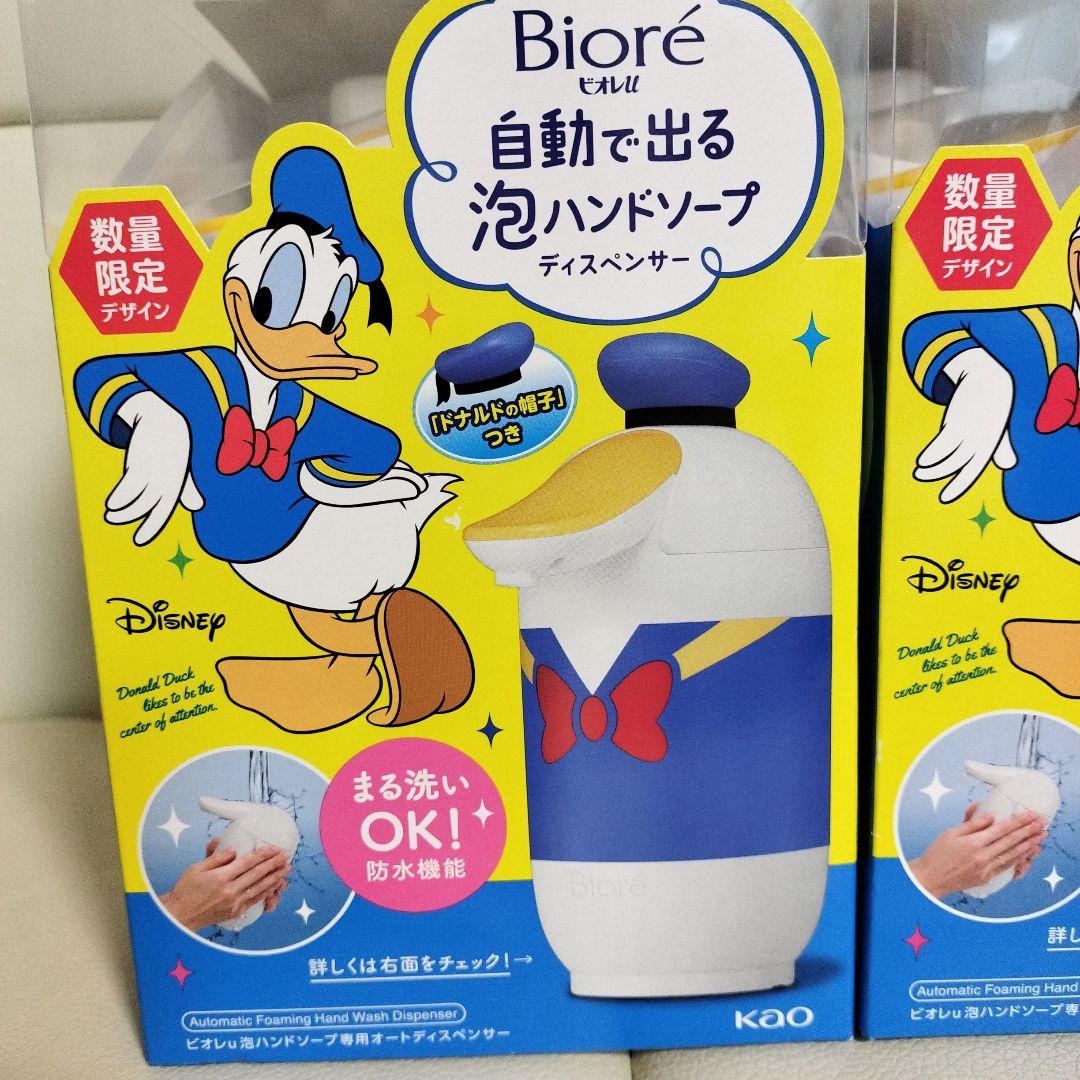 Bioré
ビオレu
自動で出る
泡ハンドソープ
ディスペンサー
数量
限定
デザイン
「ドナルドの帽子」
つき
Disney
Donald Duck
likes to be the
center of attention.
まる洗い
OK!
防水機能
Bioré
詳しくは右面をチェック!→
Automatic Foaming Hand Wash Dispenser
ビオレu泡ハンドソープ専用オートディスペンサー
Kao
数量
限定
デザイン
Disney
Donald Duck
likes to be the
center of attention.
詳し
Automatic Foaming Hand
ビオレu泡ハンドソープ専